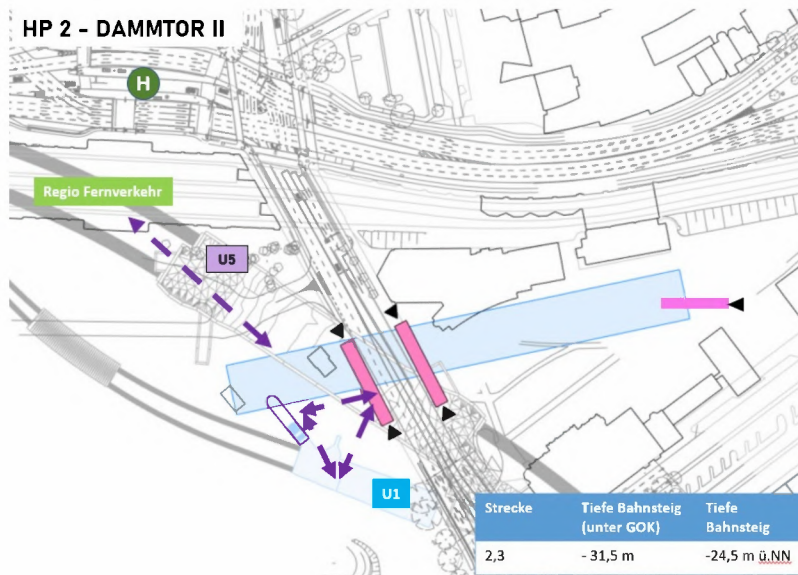 HP 2 - DAMMTOR II
H
Regio Fernverkehr
U5
U1
Strecke
Tiefe Bahnsteig
(unter GOK)
Tiefe
Bahnsteig
2,3
- 31,5 m
-24,5 m ü.NN